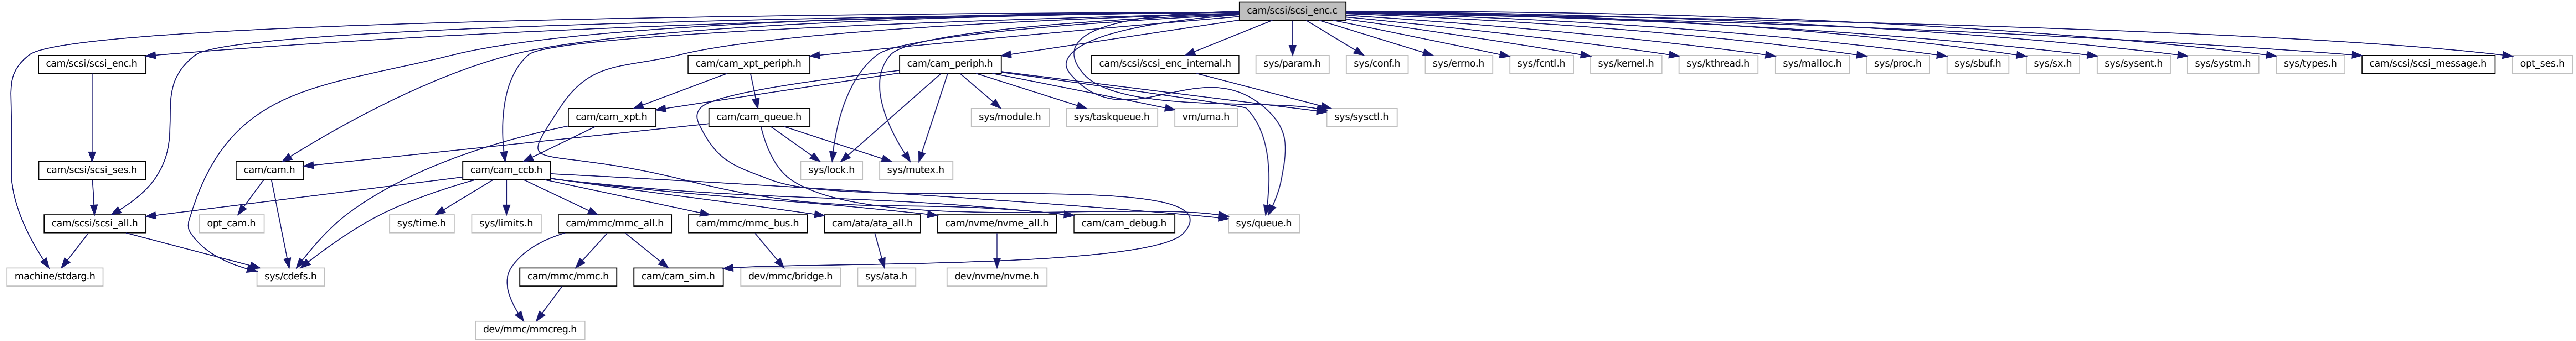 cam/scsi/scsi_enc.c
cam/scsi/scsi_enc.h
cam/cam_xpt_periph.h
cam/cam_periph.h
cam/scsi/scsi_enc_internal.h
sys/param.h
sys/conf.h
sys/errno.h
sys/fcntl.h
sys/kernel.h
sys/kthread.h
sys/malloc.h
sys/proc.h
sys/sbuf.h
sys/sx.h
sys/sysent.h
sys/systm.h
sys/types.h
cam/scsi/scsi_message.h
opt_ses.h
cam/cam_xpt.h
cam/cam_queue.h
sys/module.h
sys/taskqueue.h
vm/uma.h
sys/sysctl.h
cam/scsi/scsi_ses.h
cam/cam.h
cam/cam_ccb.h
sys/lock.h
sys/mutex.h
cam/scsi/scsi_all.h
opt_cam.h
sys/time.h
sys/limits.h
cam/mmc/mmc_all.h
cam/mmc/mmc_bus.h
cam/ata/ata_all.h
cam/nvme/nvme_all.h
cam/cam_debug.h
sys/queue.h
machine/stdarg.h
sys/cdefs.h
cam/mmc/mmc.h
cam/cam_sim.h
dev/mmc/bridge.h
sys/ata.h
dev/nvme/nvme.h
dev/mmc/mmcreg.h